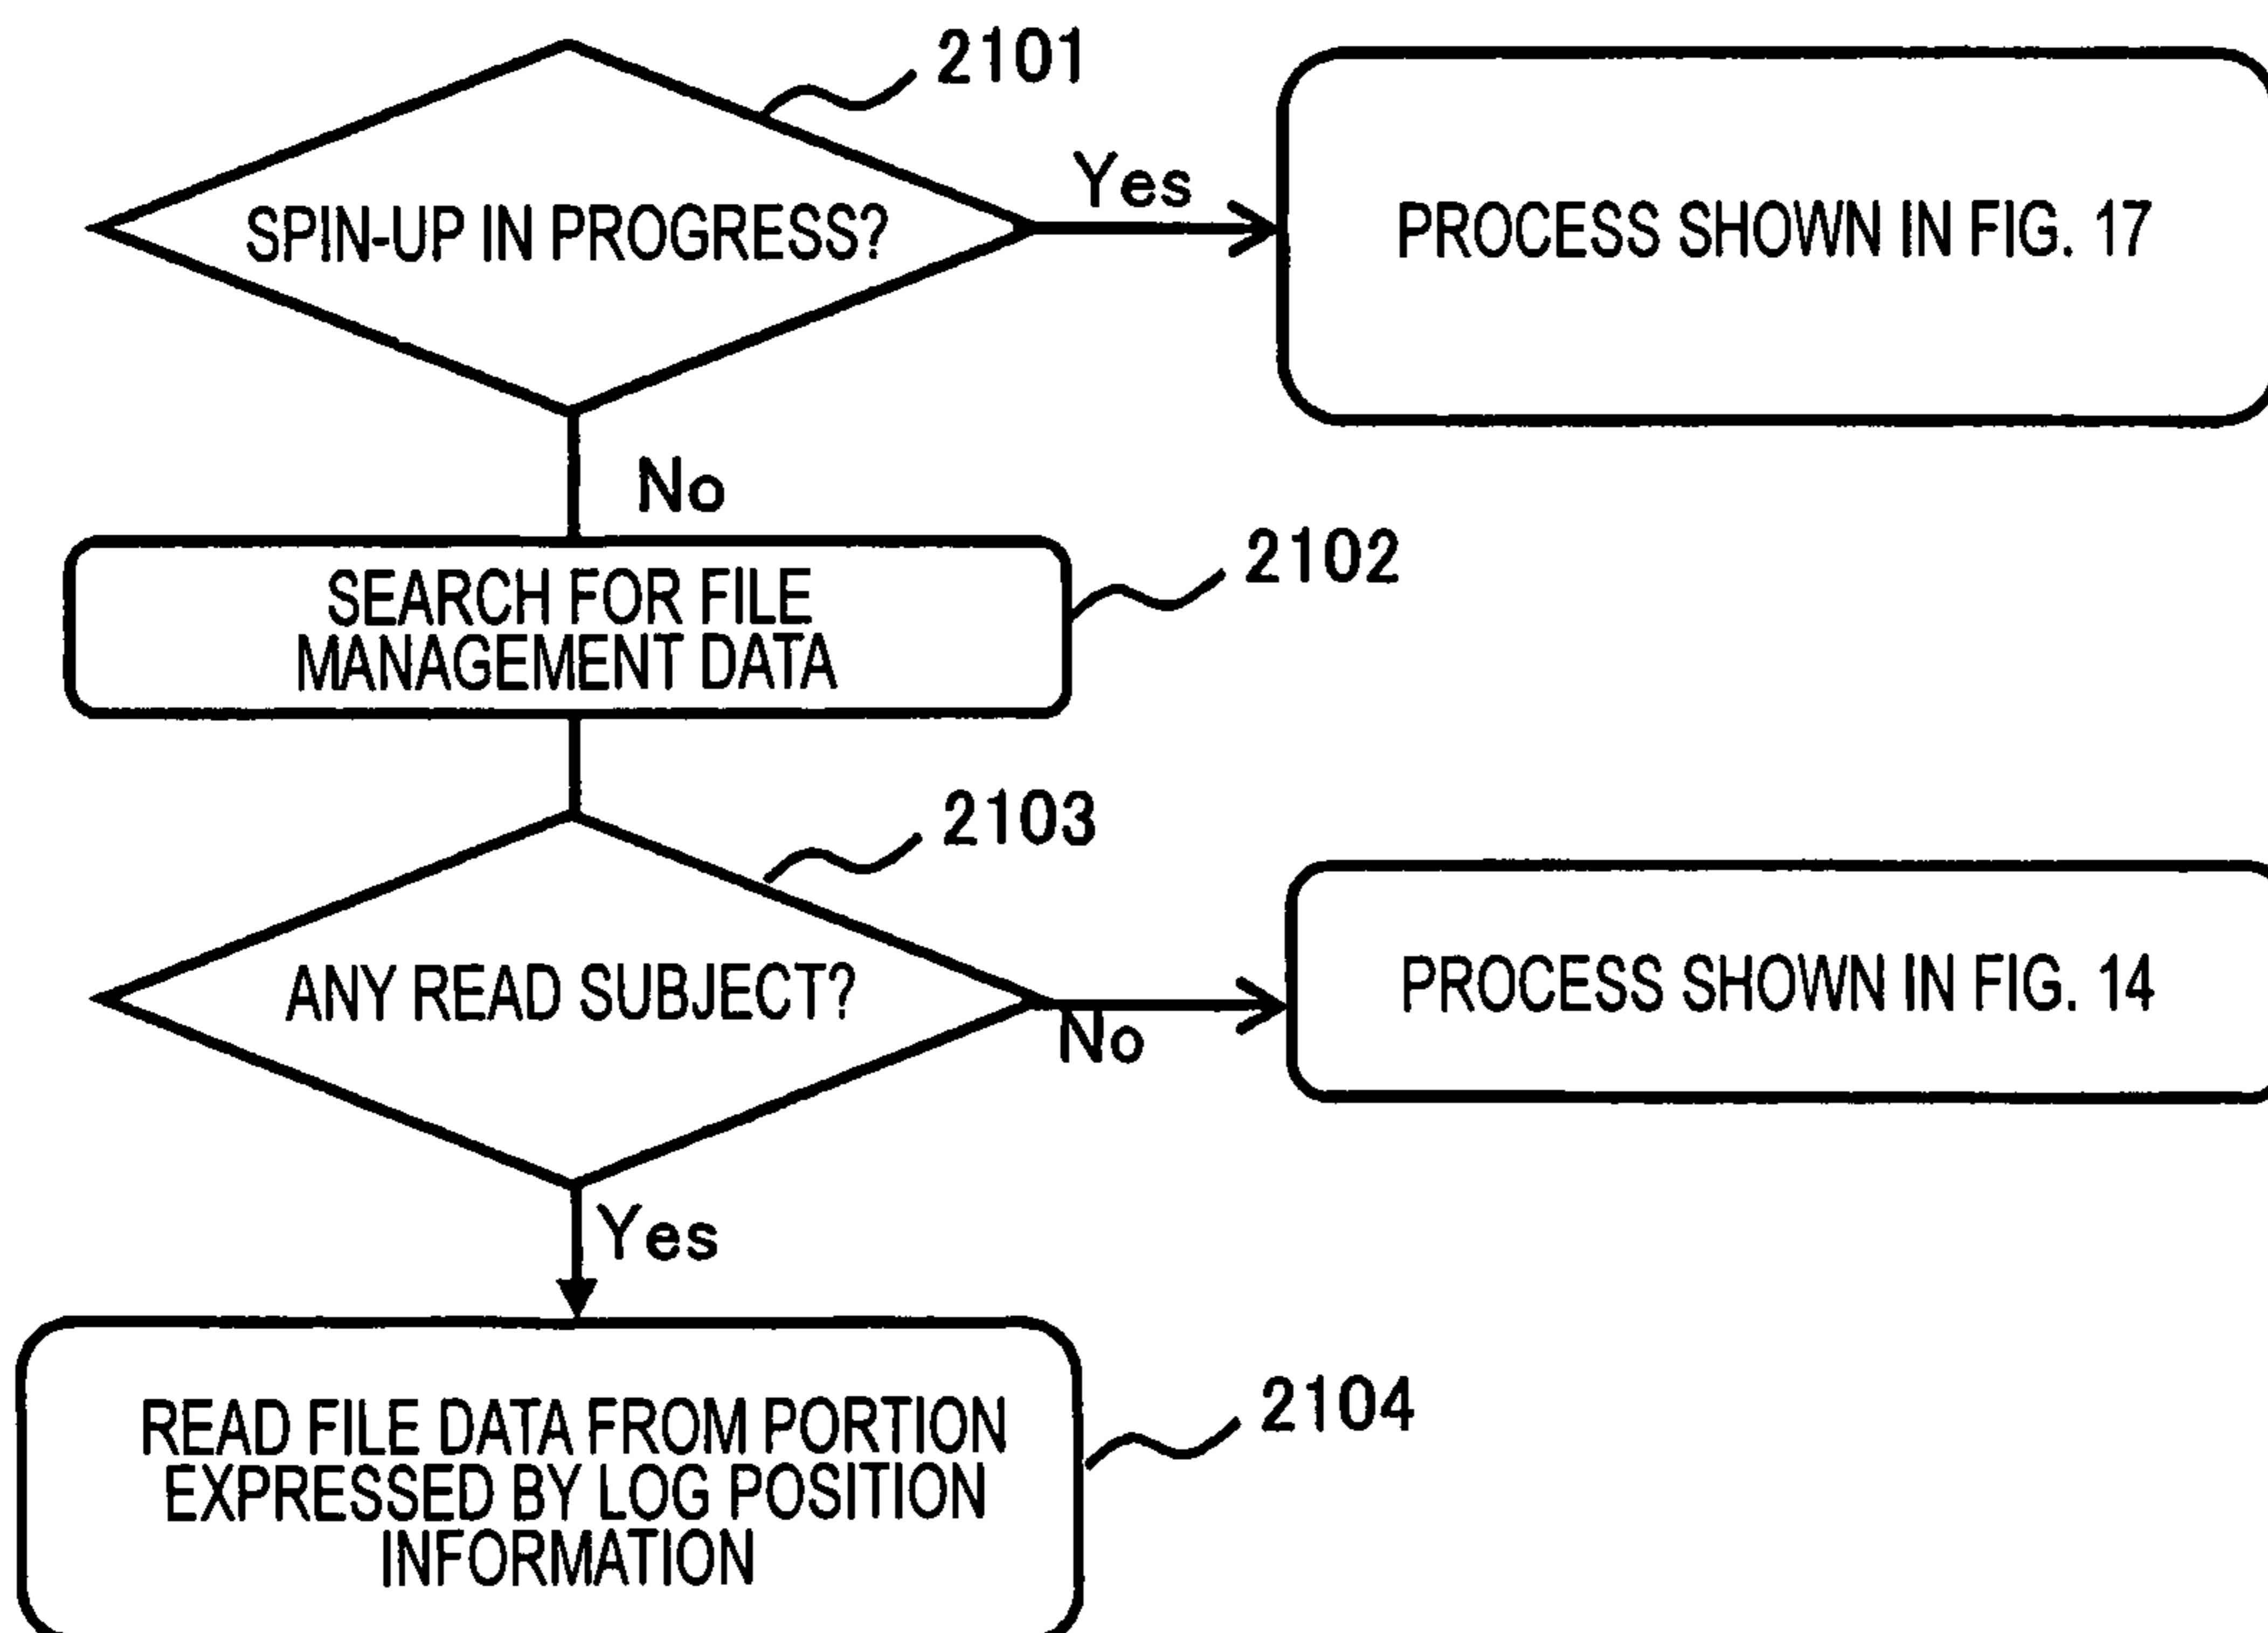 2101
SPIN-UP IN PROGRESS?
Yes
PROCESS SHOWN IN FIG. 17
No
2102
SEARCH FOR FILE
MANAGEMENT DATA
2103
ANY READ SUBJECT?
No
PROCESS SHOWN IN FIG. 14
Yes
2104
READ FILE DATA FROM PORTION
EXPRESSED BY LOG POSITION
INFORMATION